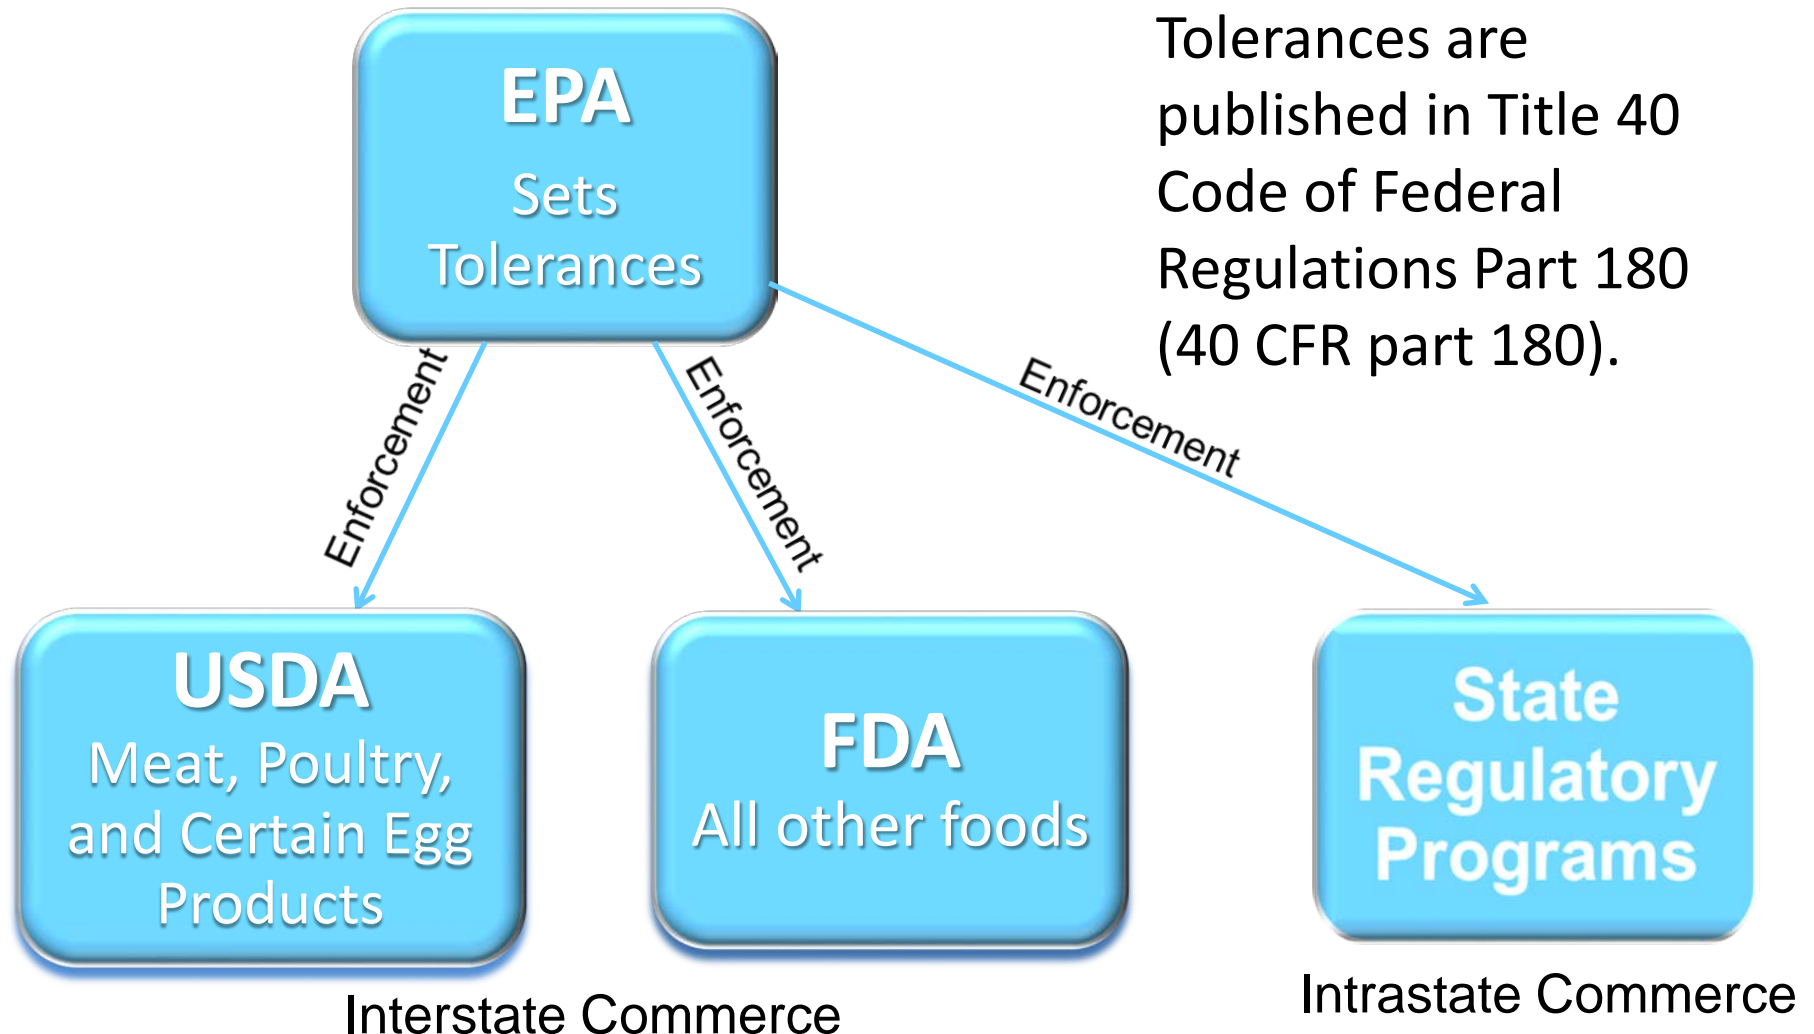 EPA
Sets
Tolerances
Tolerances are
published in Title 40
Code of Federal
Regulations Part 180
(40 CFR part 180).
Enforcement
Enforcement
Enforcement
USDA
Meat, Poultry,
and Certain Egg
Products
FDA
All other foods
State
Regulatory
Programs
Interstate Commerce
Intrastate Commerce